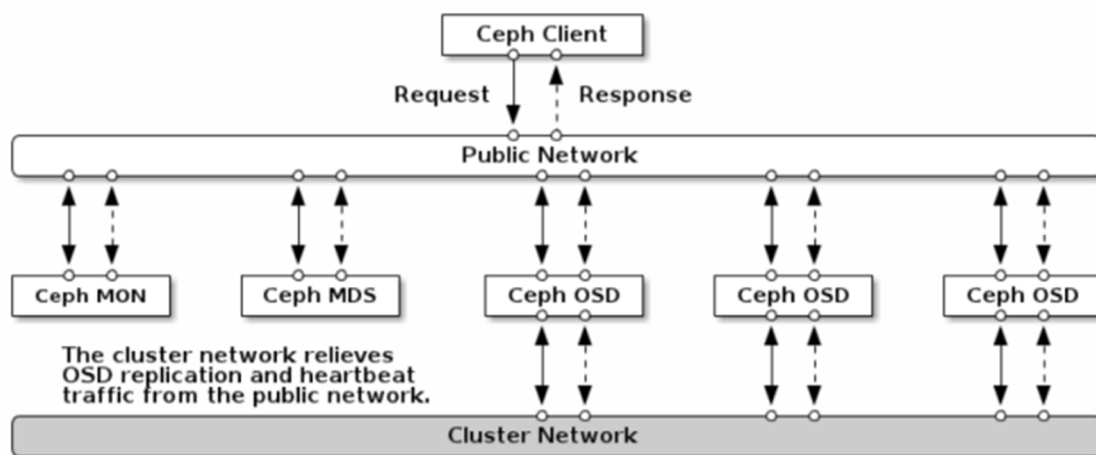 Ceph Client
Request
Response
Public Network
Ceph MON
Ceph MDS
Ceph OSD
Ceph OSD
Ceph OSD
The cluster network relieves
OSD replication and heartbeat
traffic from the public network.
Cluster Network